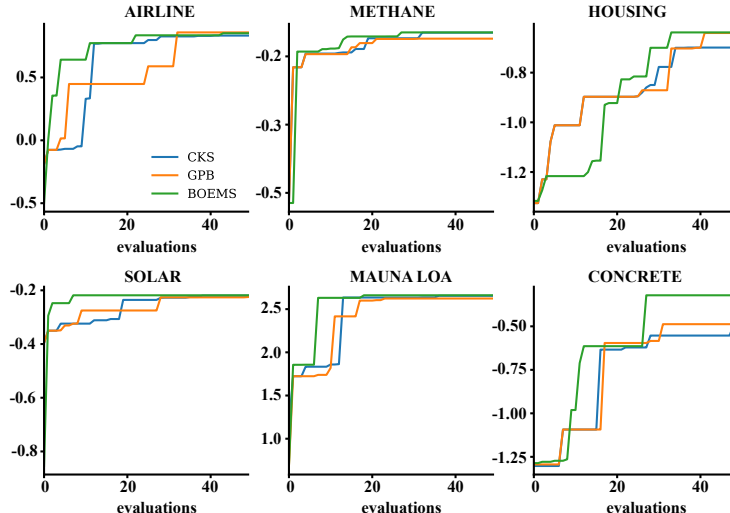 AIRLINE METHANE HOUSING
0.5
0.0
-0.5
-0.2
-0.3
-0.5
-0.8
-1.0
-1.2
CKS
GPB
BOEMS
0 20 40
0 20 40
0 20 40
evaluations evaluations evaluations
SOLAR MAUNA LOA CONCRETE
-0.2
-0.4
-0.6
-0.8
2.5
2.0
1.5
1.0
-0.50
-0.75
-1.00
-1.25
0 20 40
0 20 40
0 20 40
evaluations evaluations evaluations